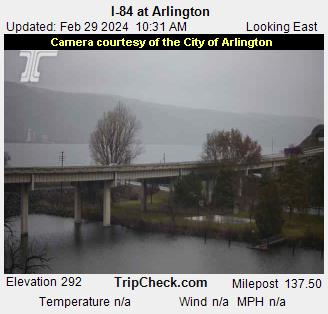 I-84 at Arlington
Updated: Feb 29 2024 10:31 AM Looking East
Camera courtesy of the City of Arlington
Elevation 292 TripCheck.com Milepost 137.50
Temperature n/a Wind n/a MPH n/a